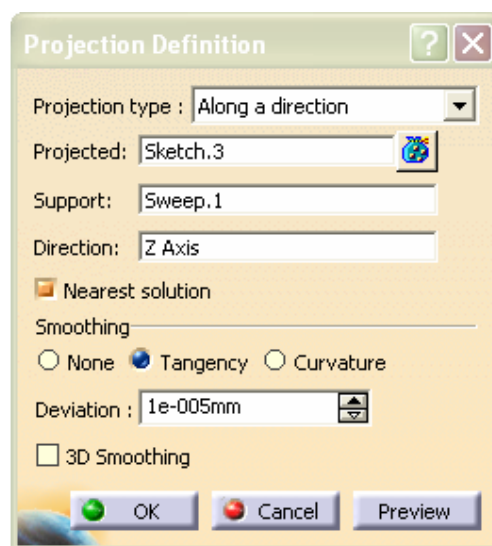 Projection Definition
Projection type : Along a direction
Projected: Sketch.3
Support: Sweep.1
Direction: Z Axis
Nearest solution
Smoothing
None Tangency Curvature
Deviation : 1e-005mm
3D Smoothing
OK Cancel Preview